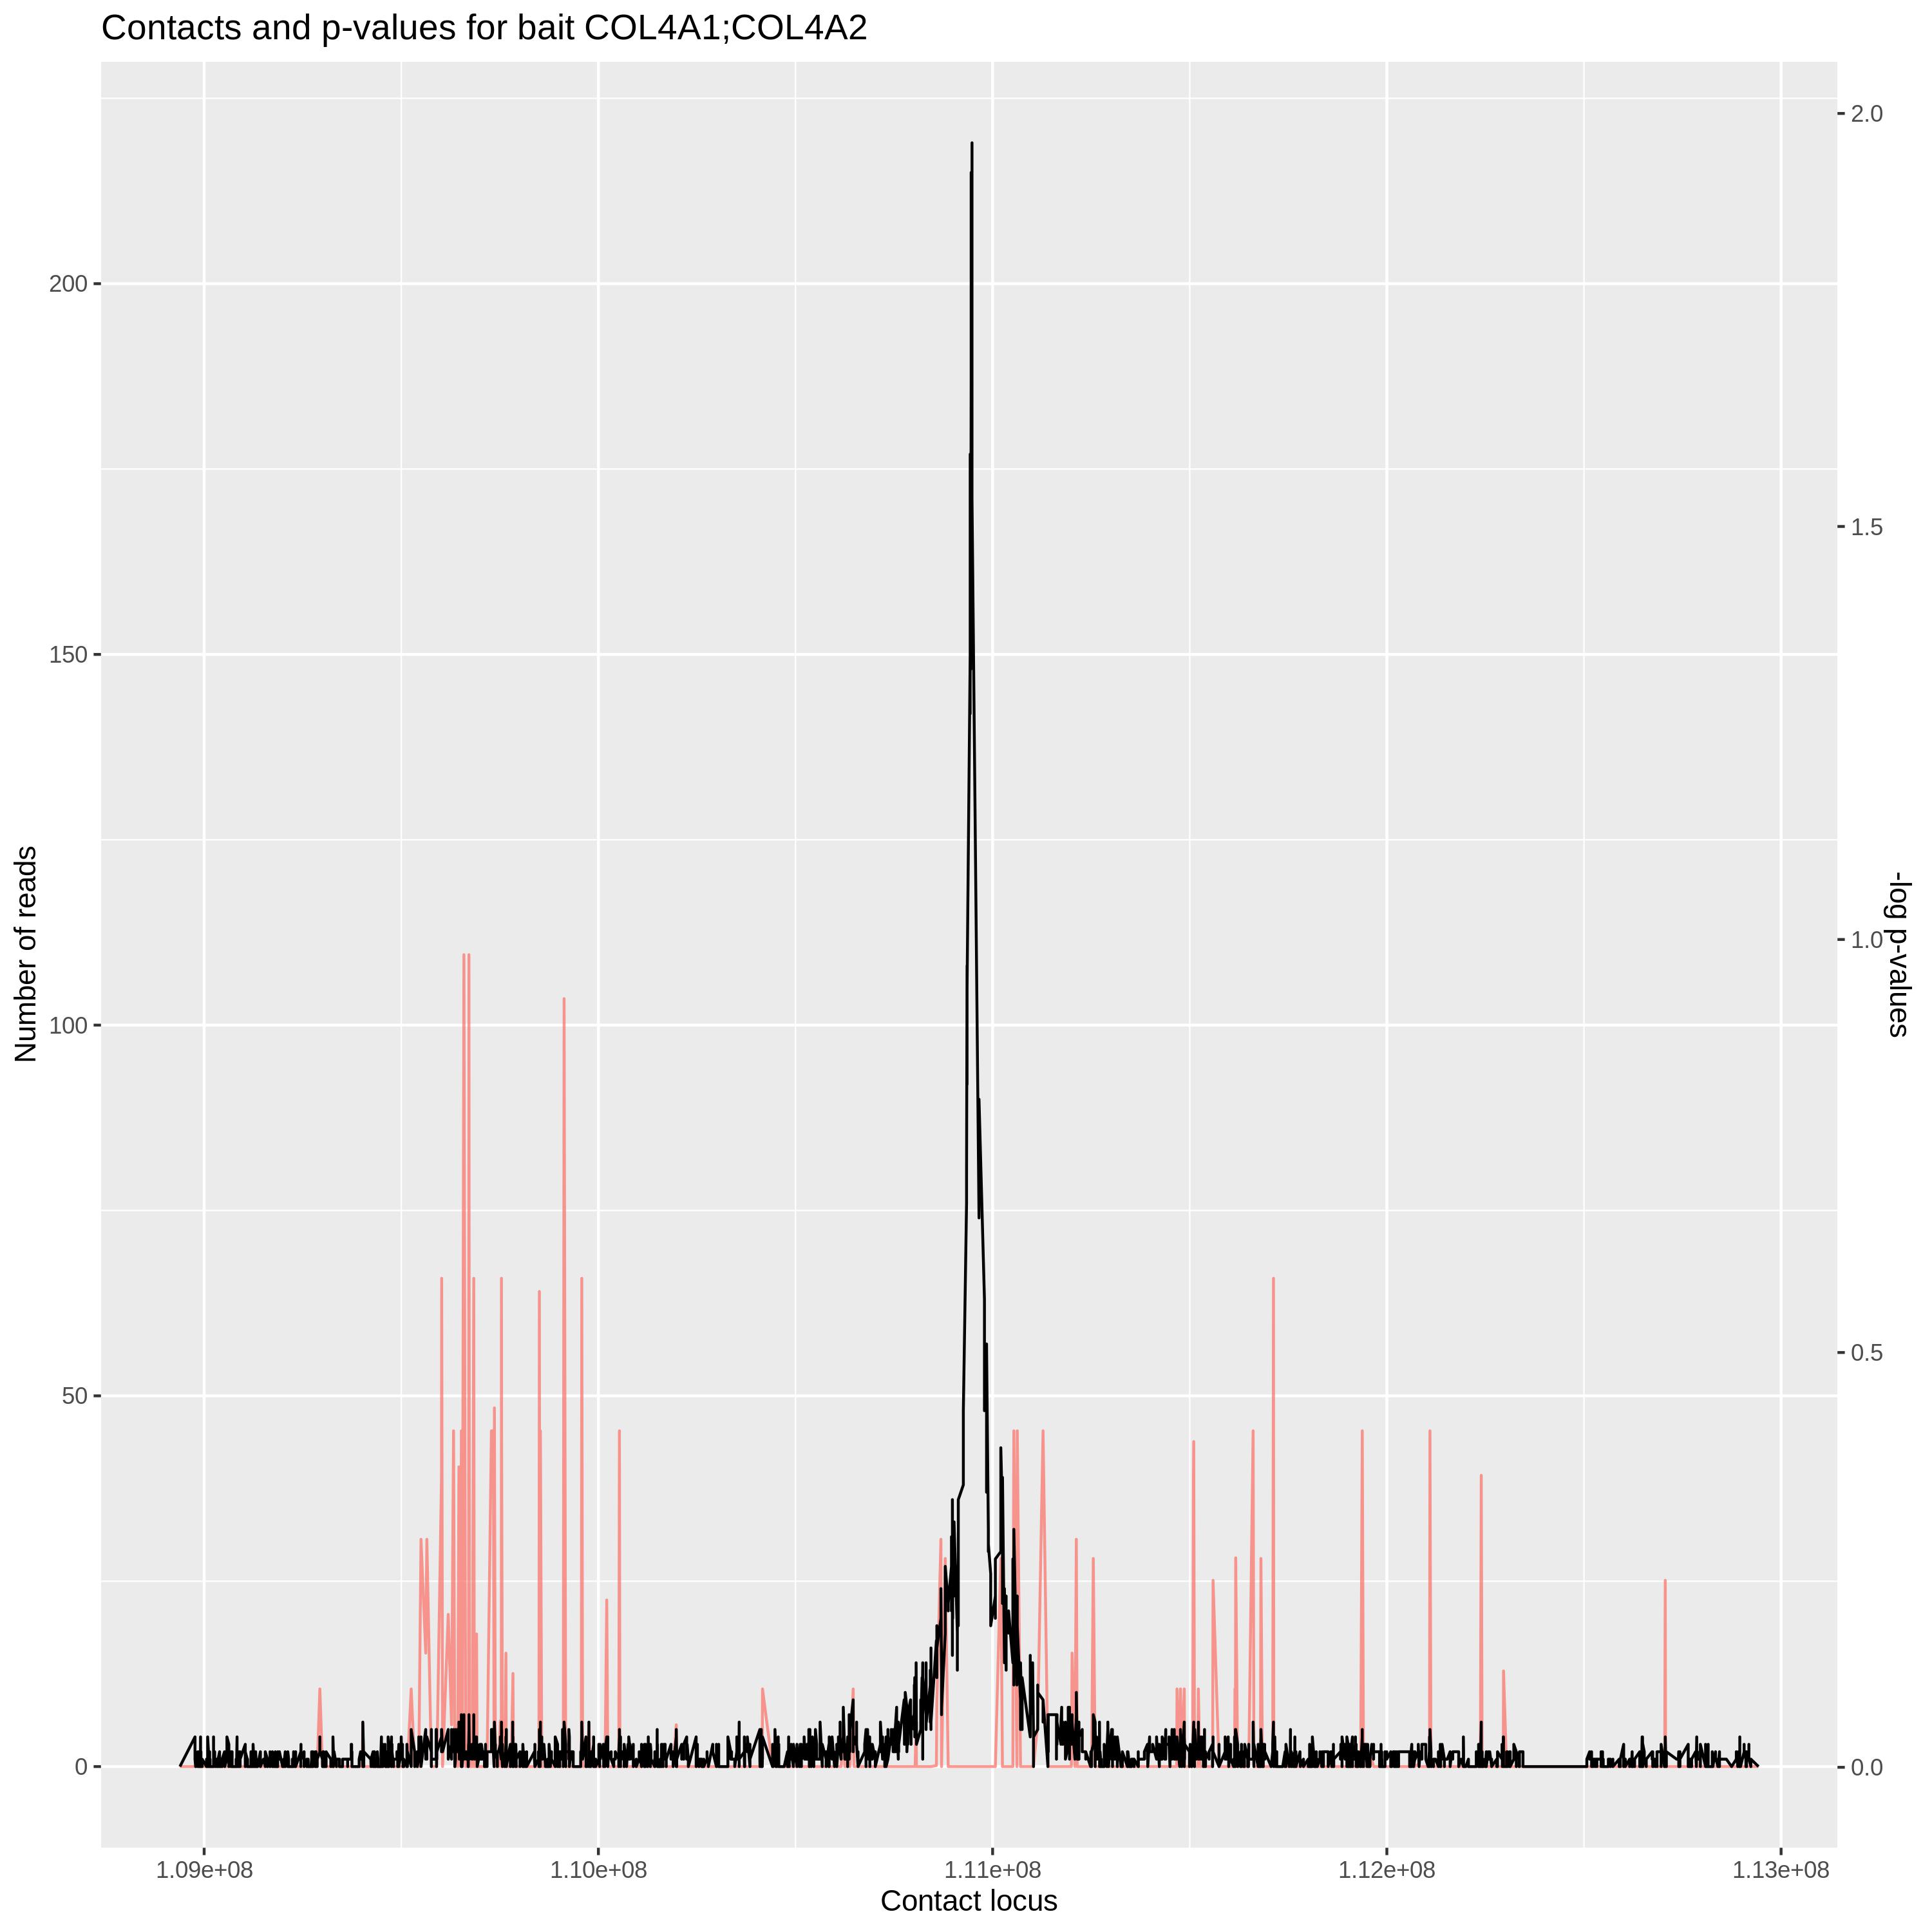 Contacts and p-values for bait COL4A1;COL4A2
200
150
100
50
0
Number of reads
2.0
1.5
1.0
0.5
0.0
-log p-values
1.09e+08
1.10e+08
1.11e+08
1.12e+08
1.13e+08
Contact locus